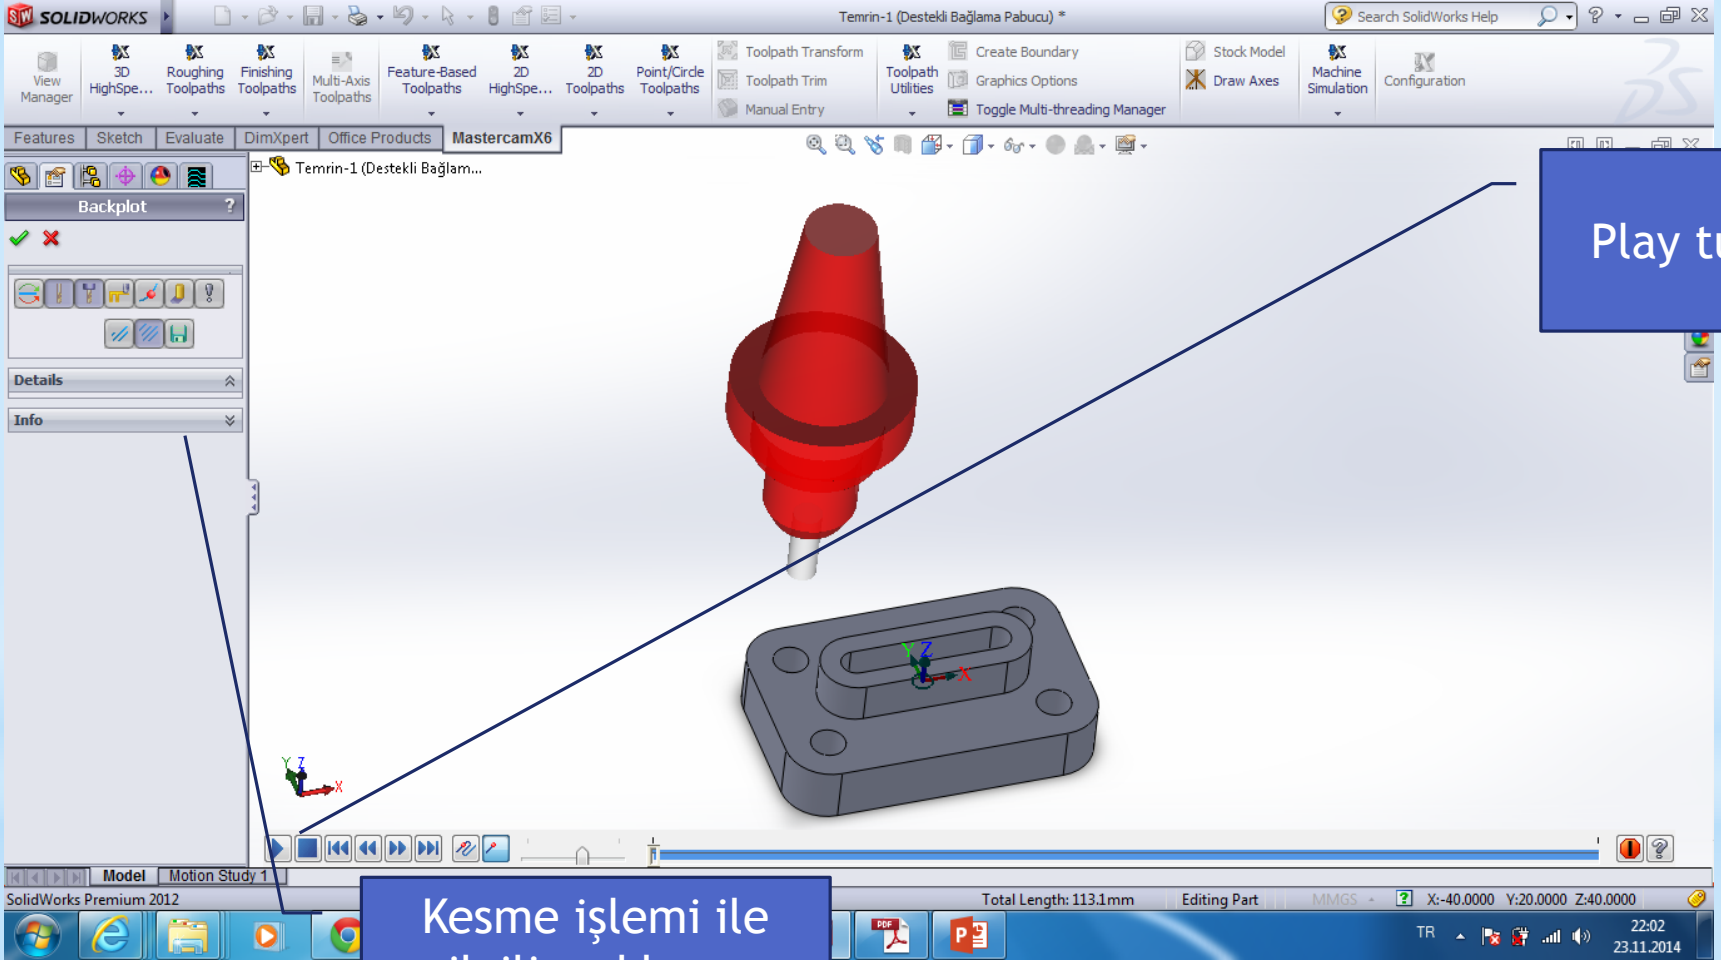 SOLIDWORKS
Temrin-1 (Destekli Bağlama Pabucu) *
Search SolidWorks Help
View Manager
3D HighSpe...
Roughing Toolpaths
Finishing Toolpaths
Multi-Axis Toolpaths
Feature-Based Toolpaths
2D HighSpe...
2D Toolpaths
Point/Circle Toolpaths
Toolpath Transform
Toolpath Trim
Manual Entry
Toolpath Utilities
Create Boundary
Graphics Options
Toggle Multi-threading Manager
Stock Model
Draw Axes
Machine Simulation
Configuration
Features
Sketch
Evaluate
DimXpert
Office Products
MastercamX6
Temrin-1 (Destekli Bağlam...
Backplot ?
Details
Info
Play
Y Z
X
Y Z
X
Model
Motion Study 1
SolidWorks Premium 2012
Total Length: 113.1mm
Editing Part
MMGS
X:-40.0000 Y:20.0000 Z:40.0000
Kesme işlemi ile
TR
22:02
23.11.2014